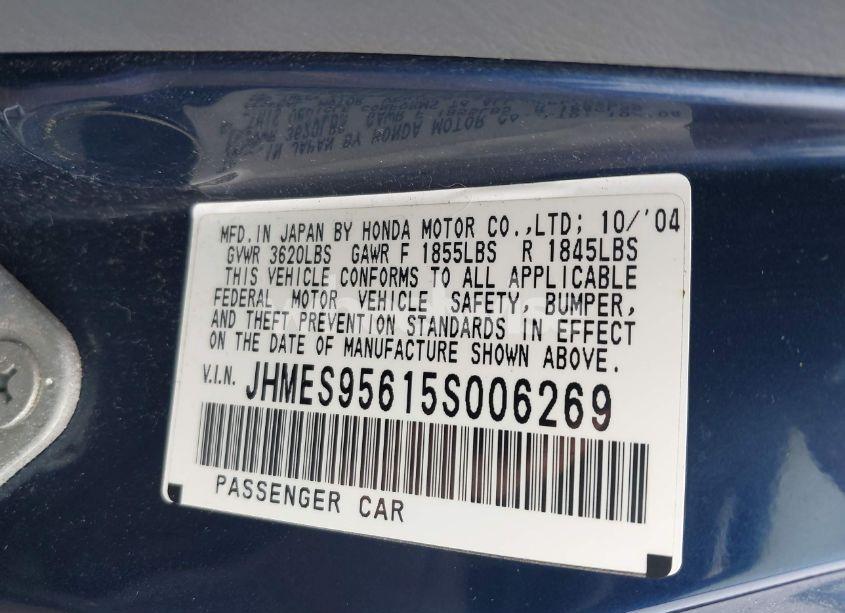 MFD.IN JAPAN BY HONDA MOTOR CO.,LTD; 10/'04
GVWR 3620LBS GAWR F 1855LBS R 1845LBS
THIS VEHICLE CONFORMS TO ALL APPLICABLE
FEDERAL MOTOR VEHICLE SAFETY, BUMPER,
AND THEFT PREVENTION STANDARDS IN EFFECT
ON THE DATE OF MANUFACTURE SHOWN ABOVE.
V.I.N. JHMES95615S006269
PASSENGER CAR